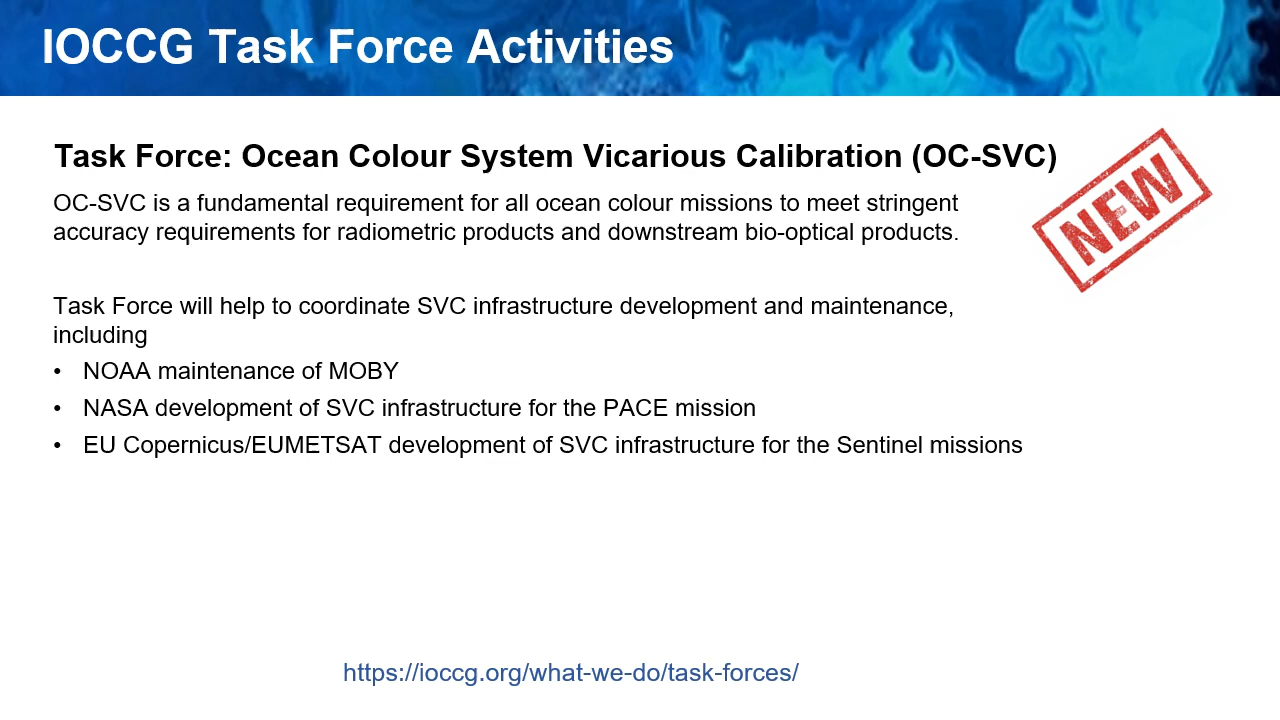 IOCCG Task Force Activities
Task Force: Ocean Colour System Vicarious Calibration (OC-SVC)
NEW
OC-SVC is a fundamental requirement for all ocean colour missions to meet stringent
accuracy requirements for radiometric products and downstream bio-optical products.
Task Force will help to coordinate SVC infrastructure development and maintenance,
including
• NOAA maintenance of MOBY
• NASA development of SVC infrastructure for the PACE mission
• EU Copernicus/EUMETSAT development of SVC infrastructure for the Sentinel missions
https://ioccg.org/what-we-do/task-forces/